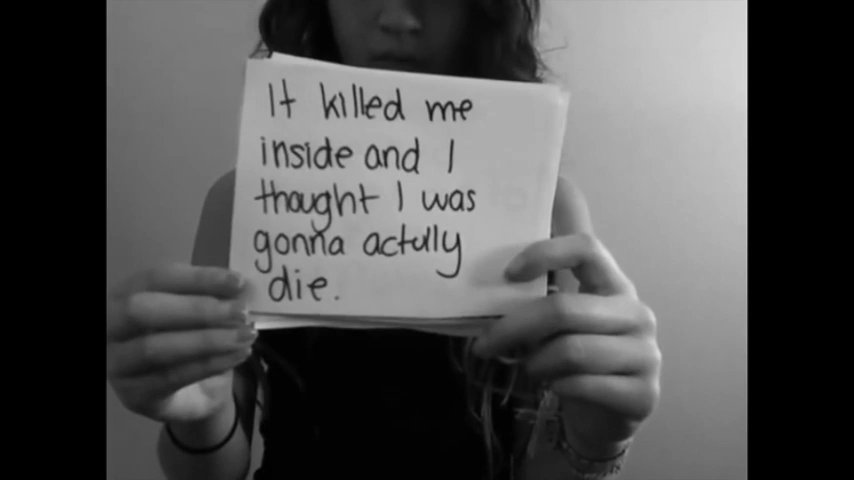 It killed me
inside and I
thought I was
gonna actully
die.